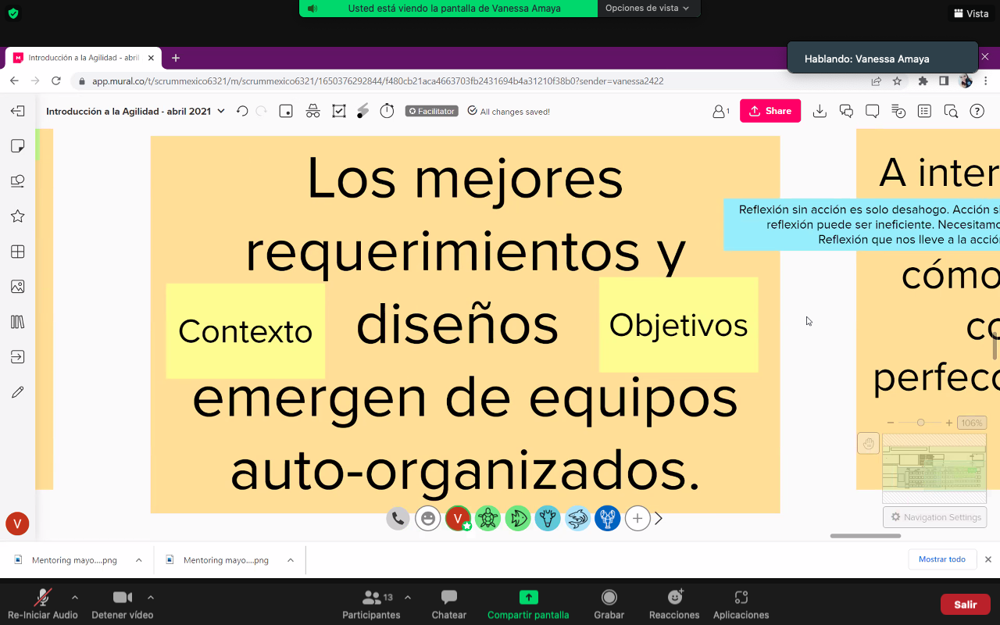 Usted está viendo la pantalla de Vanessa Amaya
Opciones de vista
Vista
Introducción a la Agilidad - abril
Hablando: Vanessa Amaya
app.mural.co/t/scrummexico6321/m/scrummexico6321/1650376292844/f480cb21aca4663703fb2431694b4a31210f38b0?sender=vanessa2422
Introducción a la Agilidad - abril 2021
Facilitator
All changes saved!
1
Share
Los mejores
requerimientos y
diseños
emergen de equipos
auto-organizados.
Contexto
Objetivos
A inter
Reflexión sin acción es solo desahogo. Acción si
reflexión puede ser ineficiente. Necesitamo
Reflexión que nos lleve a la acció
cómo
co
perfecc
106%
Navigation Settings
V
V
Mentoring mayo....png
Mentoring mayo....png
Mostrar todo
Re-Iniciar Audio
Detener vídeo
13
Participantes
Chatear
Compartir pantalla
Grabar
Reacciones
Aplicaciones
Salir